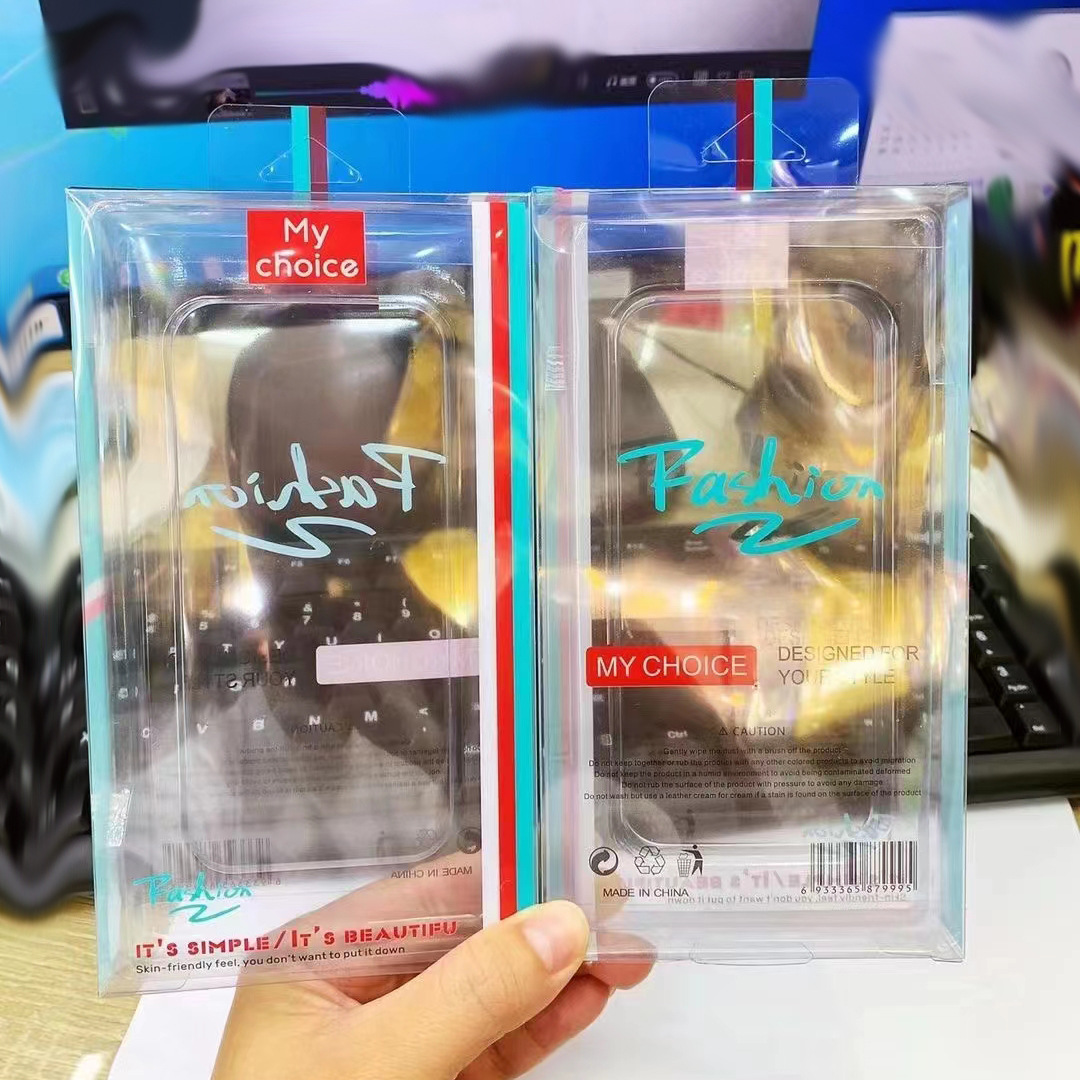 My
choice
Fashion
Fashion
IT'S SIMPLE/IT'S BEAUTIFU
Skin-friendly feel, you don't want to put it down
Fashion
MY CHOICE
DESIGNED FOR
YOUR STYLE
⚠ CAUTION
Gently wipe the dust with a brush off the product
Do not keep together or rub the product with any other colored products to avoid migration
Do not keep the product in a humid environment to avoid being contaminated deformed
Do not rub the surface of the product with pressure to avoid any damage
Do not wash but use a leather cream for cream if a stain is found on the surface of the product
MADE IN CHINA
6 933365 879995